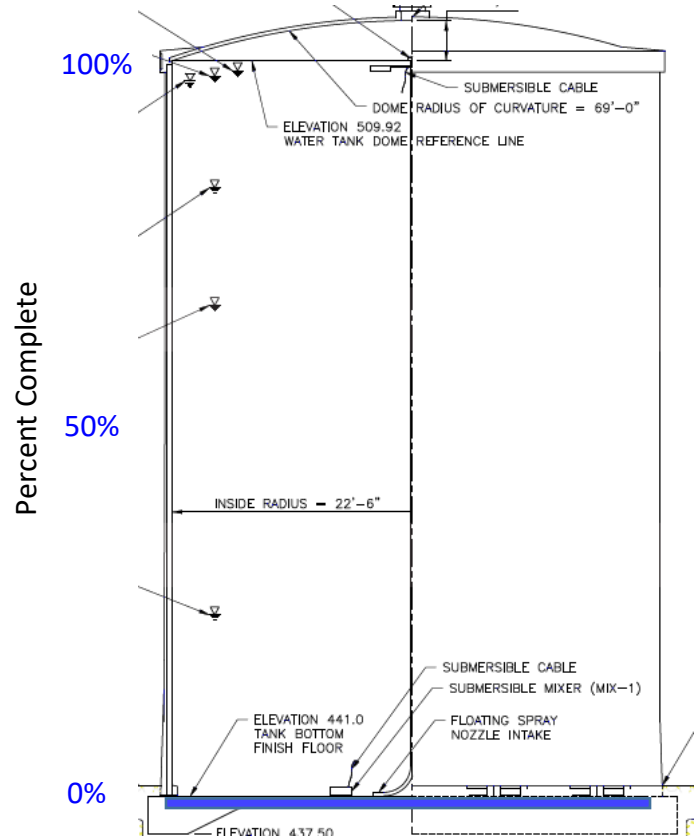 100%
SUBMERSIBLE CABLE
DOME RADIUS OF CURVATURE = 69'-0"
ELEVATION 509.92
WATER TANK DOME REFERENCE LINE
Percent Complete
50%
INSIDE RADIUS = 22'-6"
SUBMERSIBLE CABLE
SUBMERSIBLE MIXER (MIX-1)
ELEVATION 441.0
TANK BOTTOM
FINISH FLOOR
FLOATING SPRAY
NOZZLE INTAKE
0%
ELEVATION 437.50